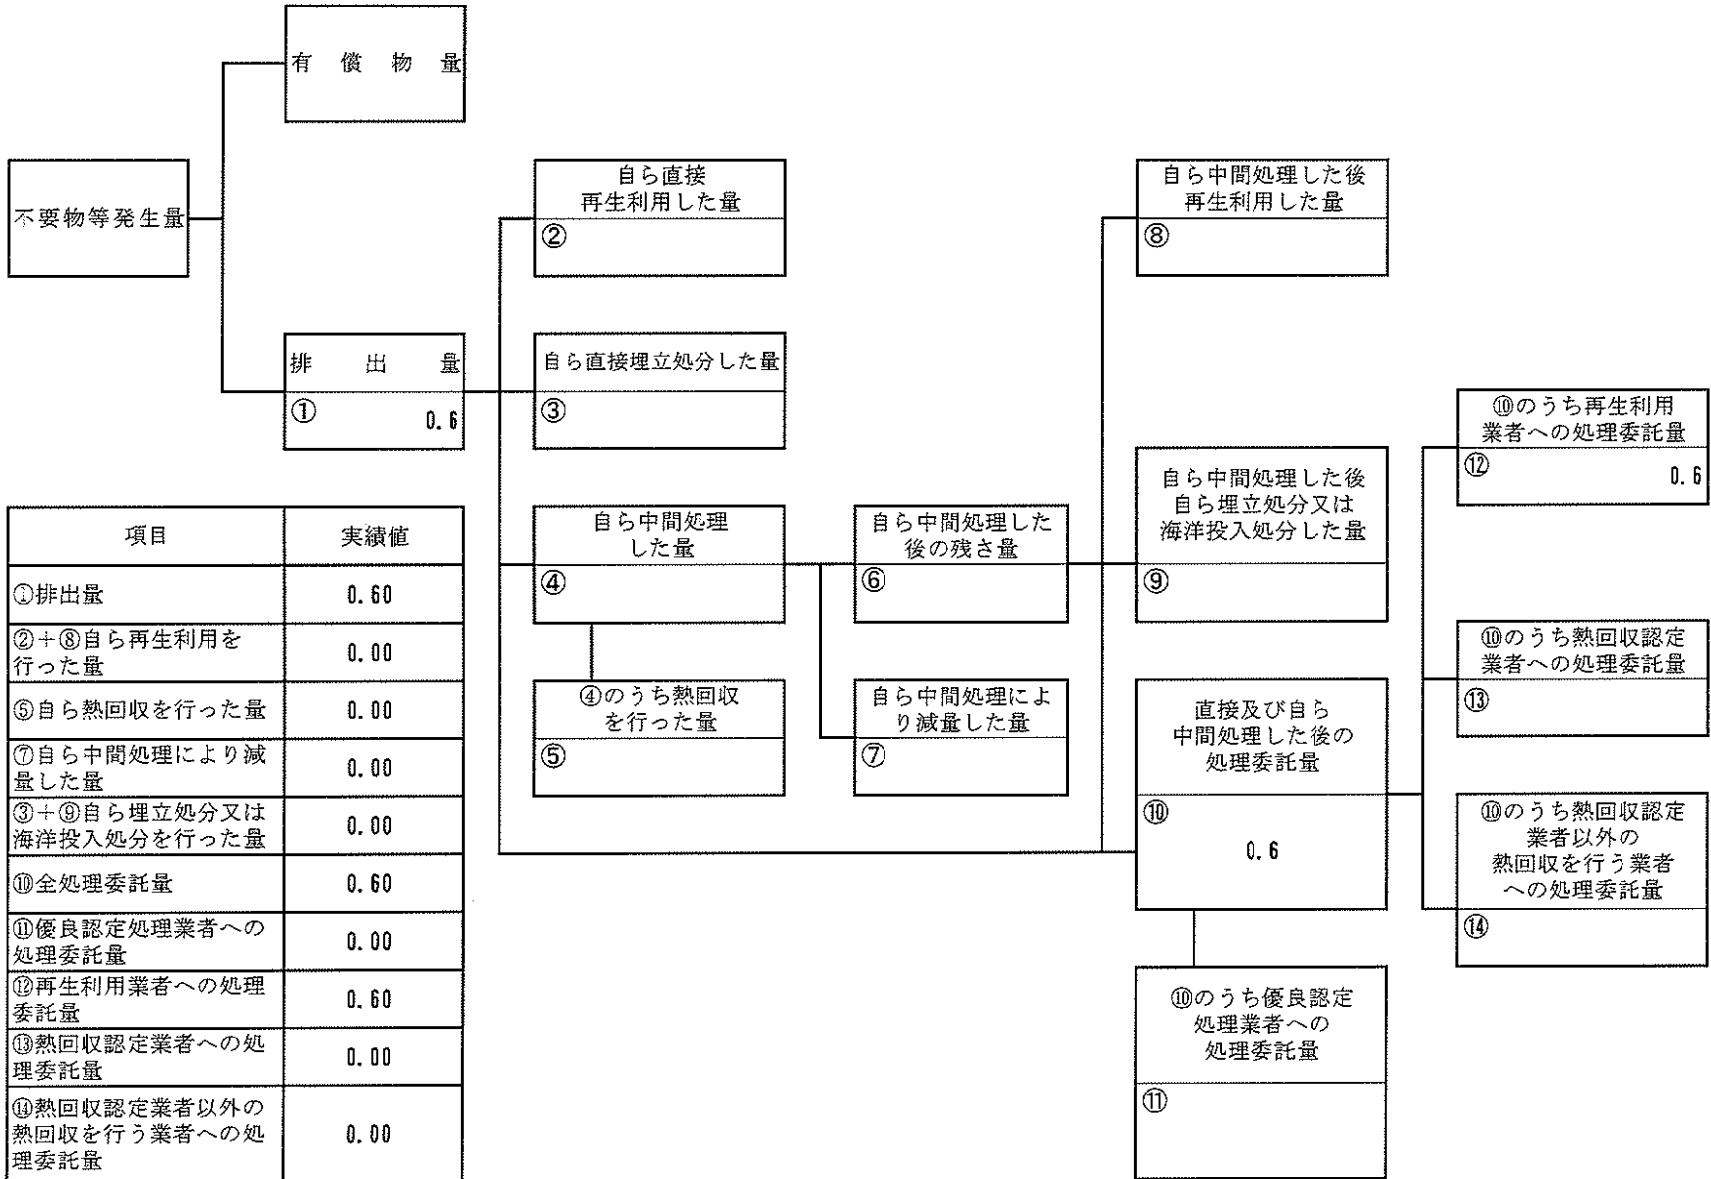 有償物量
不要物等発生量
排出量
①
0.6
自ら直接
再生利用した量
②
自ら直接埋立処分した量
③
自ら中間処理
した量
④
④のうち熱回収
を行った量
⑤
自ら中間処理した
後の残さ量
⑥
自ら中間処理によ
り減量した量
⑦
自ら中間処理した後
再生利用した量
⑧
自ら中間処理した後
自ら埋立処分又は
海洋投入処分した量
⑨
直接及び自ら
中間処理した後の
処理委託量
⑩
0.6
⑩のうち優良認定
処理業者への
処理委託量
⑪
⑩のうち再生利用
業者への処理委託量
⑫
0.6
⑩のうち熱回収認定
業者への処理委託量
⑬
⑩のうち熱回収認定
業者以外の
熱回収を行う業者
への処理委託量
⑭
項目 実績値
①排出量 0.60
②+⑧自ら再生利用を
行った量 0.00
⑤自ら熱回収を行った量 0.00
⑦自ら中間処理により減
量した量 0.00
③+⑨自ら埋立処分又は
海洋投入処分を行った量 0.00
⑩全処理委託量 0.60
⑪優良認定処理業者への
処理委託量 0.00
⑫再生利用業者への処理
委託量 0.60
⑬熱回収認定業者への処
理委託量 0.00
⑭熱回収認定業者以外の
熱回収を行う業者への処
理委託量 0.00